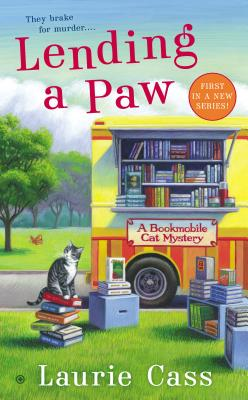 They brake
for murder....
Lending
a Paw
FIRST
IN A NEW
SERIES!
A Bookmobile
Cat Mystery
Laurie Cass